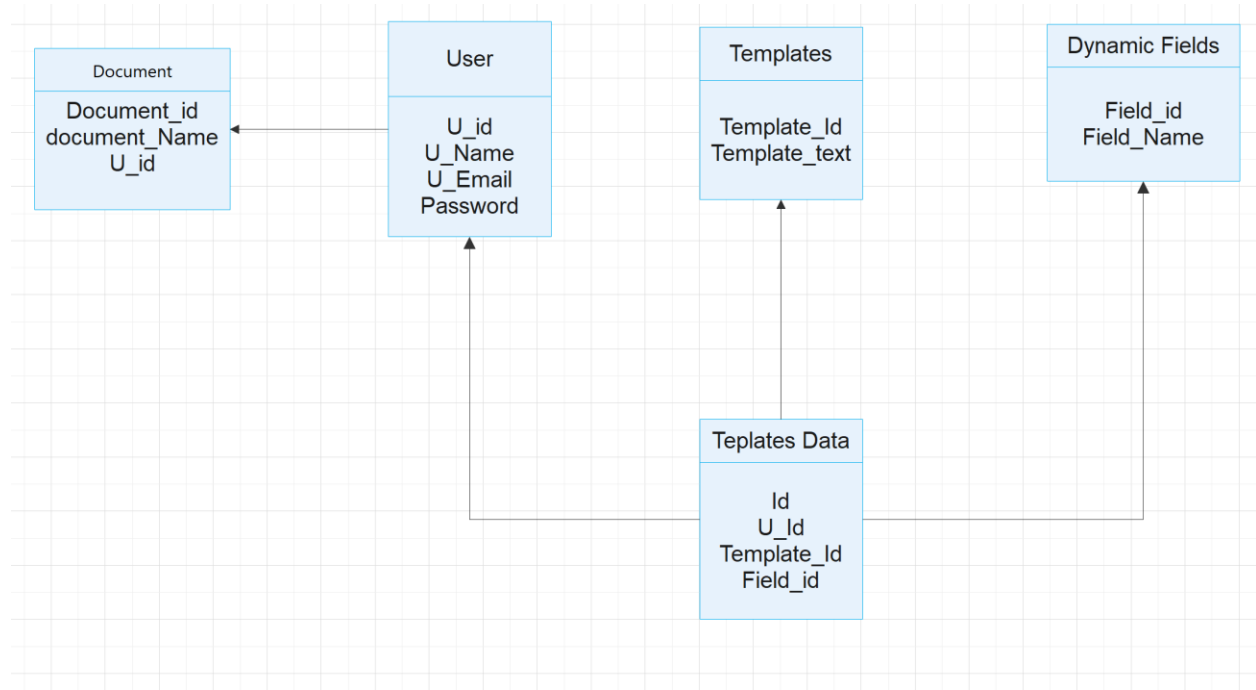 Document
Document_id
document_Name
U_id
User
U_id
U_Name
U_Email
Password
Templates
Template_Id
Template_text
Dynamic Fields
Field_id
Field_Name
Teplates Data
Id
U_Id
Template_Id
Field_id